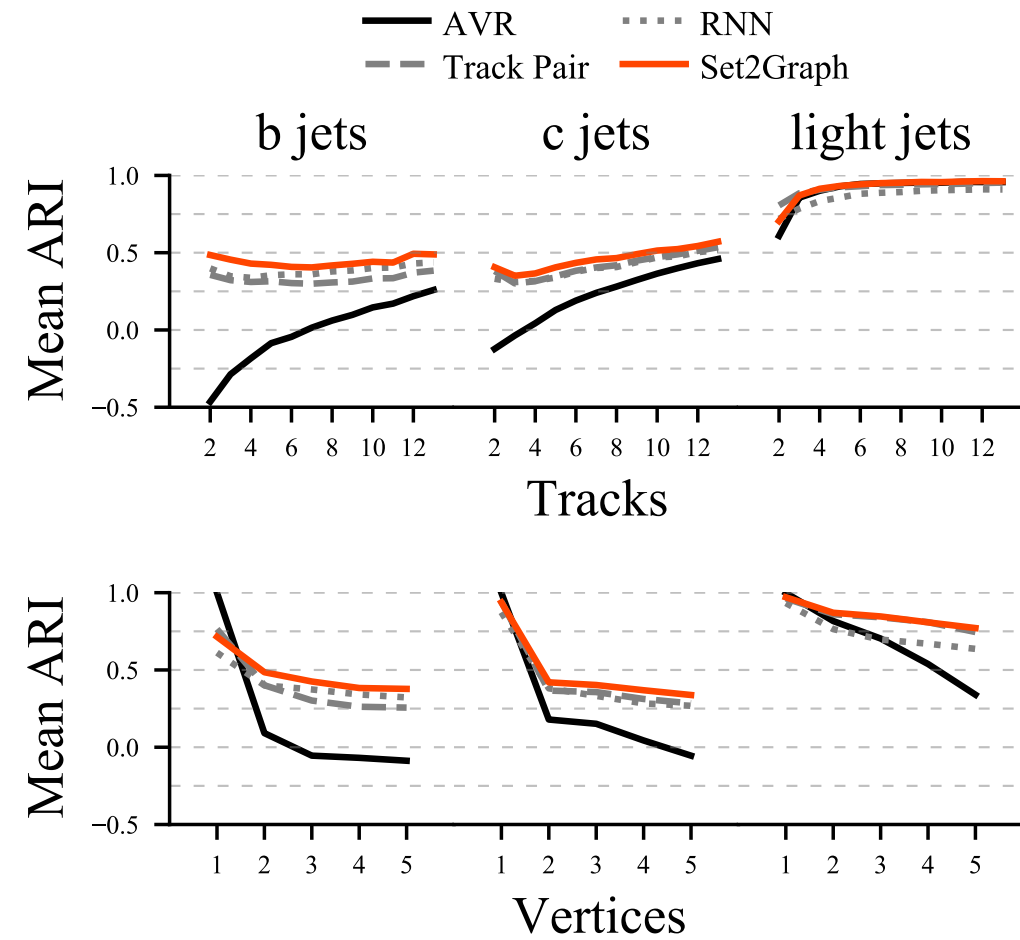 AVR RNN
Track Pair Set2Graph
b jets c jets light jets
Mean ARI
1.0
0.5
0.0
−0.5
2 4 6 8 10 12 2 4 6 8 10 12 2 4 6 8 10 12
Tracks
Mean ARI
1.0
0.5
0.0
−0.5
1 2 3 4 5 1 2 3 4 5 1 2 3 4 5
Vertices